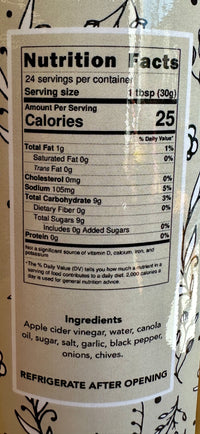 Nutrition Facts
24 servings per container
Serving size 1 tbsp (30g)
Amount Per Serving
Calories 25
% Daily Value*
Total Fat 1g 1%
Saturated Fat 0g 0%
Trans Fat 0g
Cholesterol 0mg 0%
Sodium 105mg 5%
Total Carbohydrate 9g 3%
Dietary Fiber 0g 0%
Total Sugars 9g
Includes 0g Added Sugars 0%
Protein 0g 0%
Not a significant source of vitamin D, calcium, iron, and
potassium
*The % Daily Value (DV) tells you how much a nutrient in a
serving of food contributes to a daily diet. 2,000 calories a
day is used for general nutrition advice.
Ingredients
Apple cider vinegar, water, canola
oil, sugar, salt, garlic, black pepper,
onions, chives.
REFRIGERATE AFTER OPENING